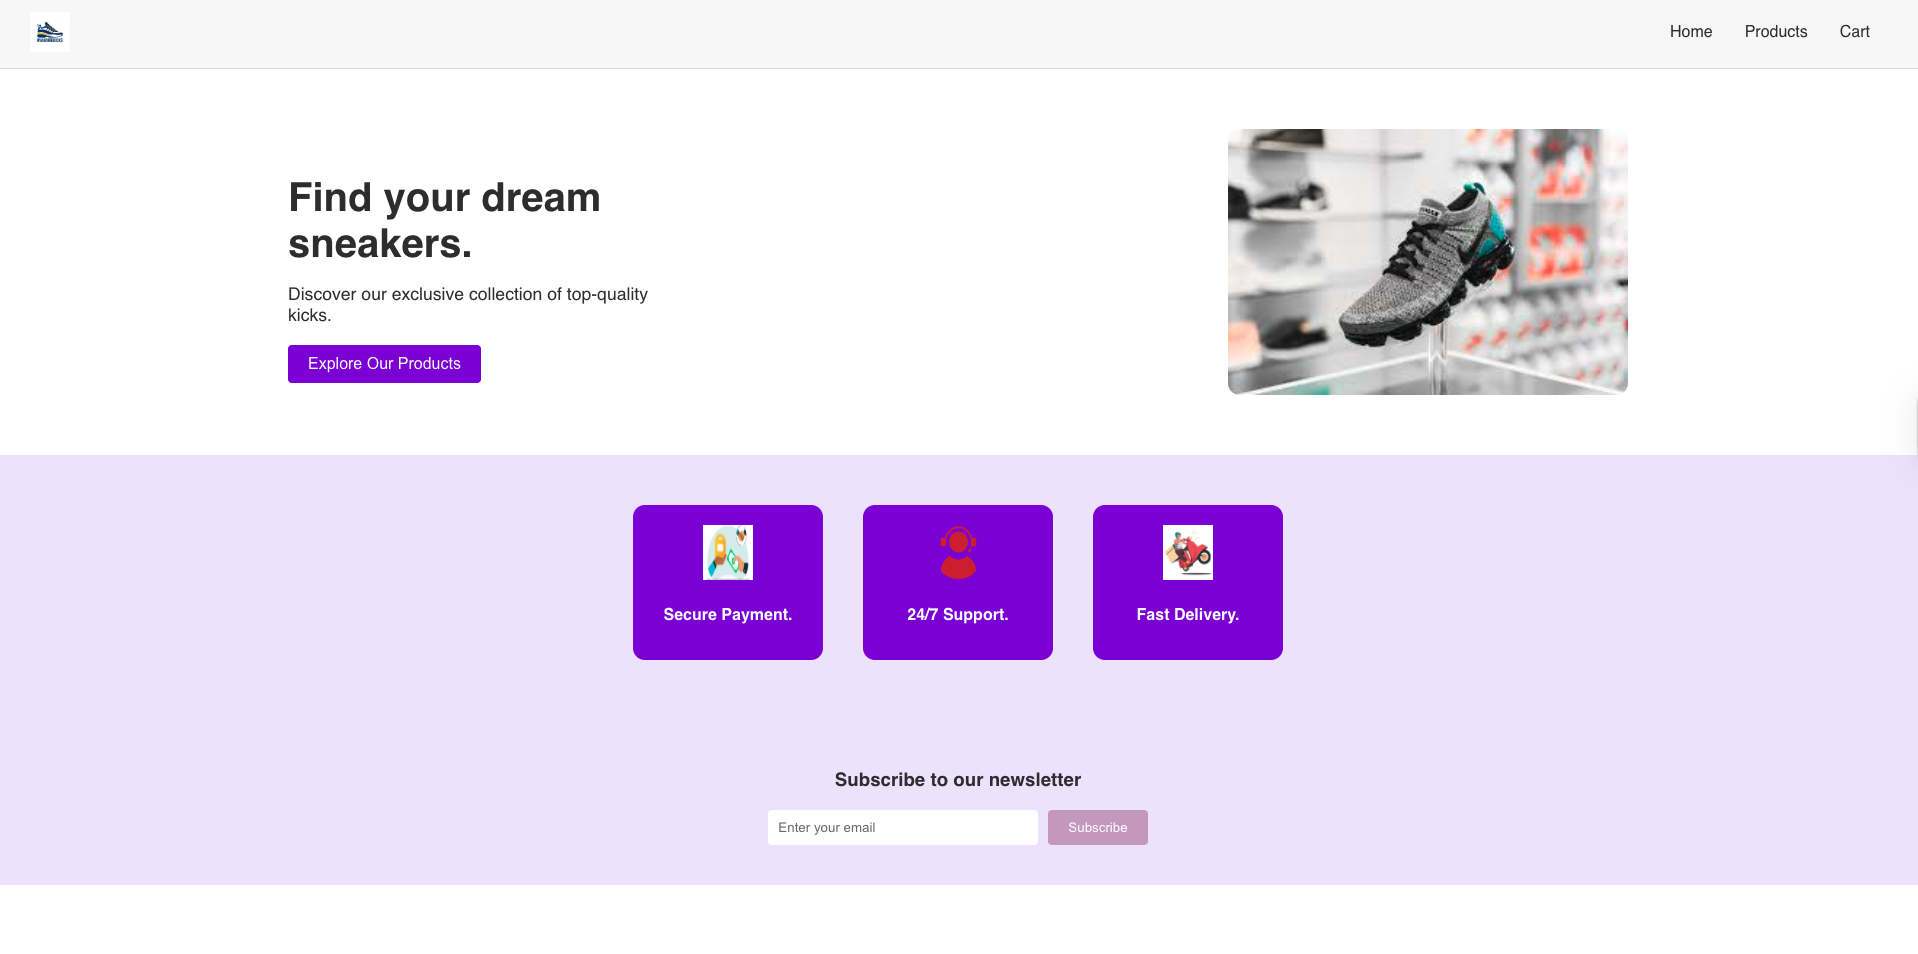 Home Products Cart
Find your dream
sneakers.
Discover our exclusive collection of top-quality
kicks.
Explore Our Products
Secure Payment.
24/7 Support.
Fast Delivery.
Subscribe to our newsletter
Enter your email
Subscribe